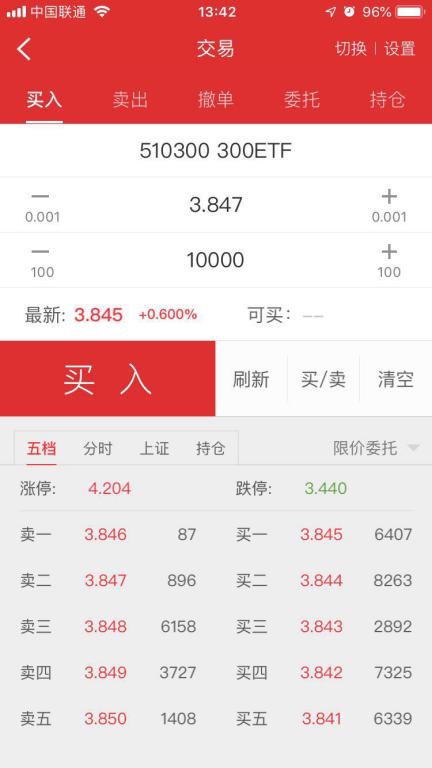 中国联通 13:42 96%
交易 切换 | 设置
买入 卖出 撤单 委托 持仓
510300 300ETF
— 3.847 +
0.001 0.001
— 10000 +
100 100
最新: 3.845 +0.600% 可买: --
买 入 刷新 买/卖 清空
五档 分时 上证 持仓 限价委托
涨停: 4.204 跌停: 3.440
卖一 3.846 87 买一 3.845 6407
卖二 3.847 896 买二 3.844 8263
卖三 3.848 6158 买三 3.843 2892
卖四 3.849 3727 买四 3.842 7325
卖五 3.850 1408 买五 3.841 6339